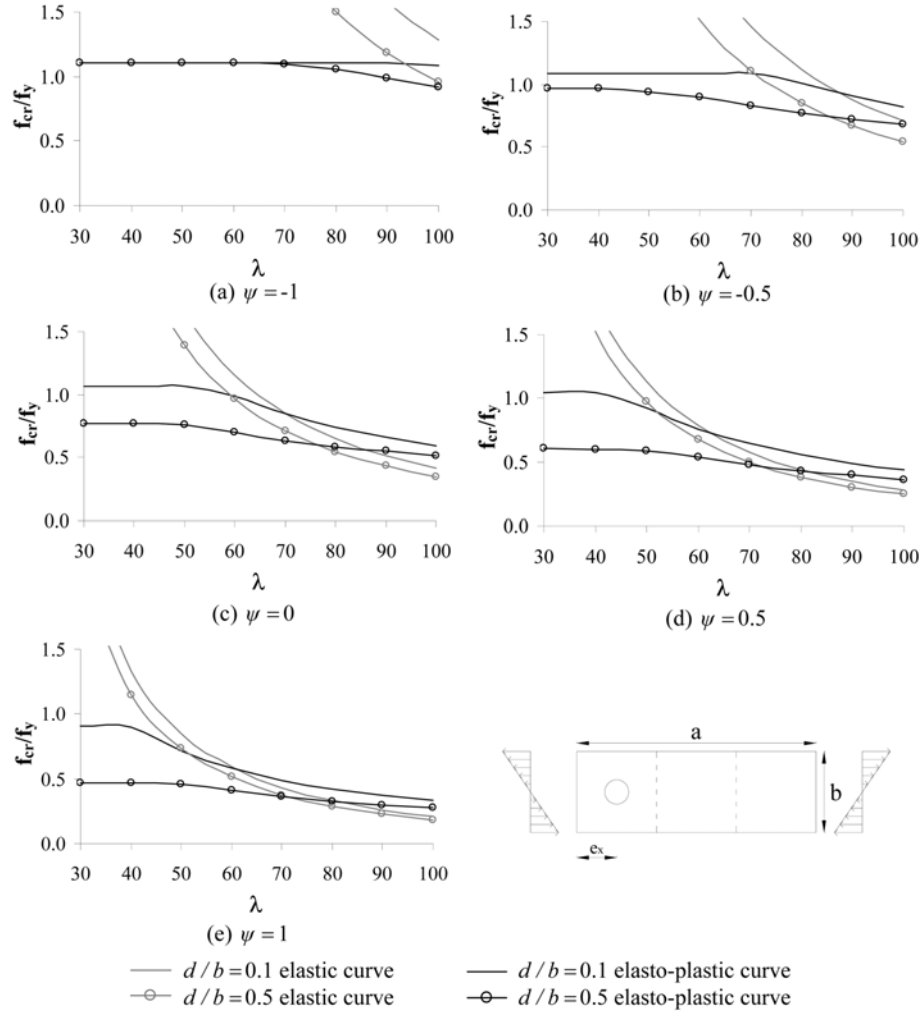 1.5
1.0
0.5
0.0
f_cr/f_y
30 40 50 60 70 80 90 100
λ
(a) ψ = -1
1.5
1.0
0.5
0.0
f_cr/f_y
30 40 50 60 70 80 90 100
λ
(b) ψ = -0.5
1.5
1.0
0.5
0.0
f_cr/f_y
30 40 50 60 70 80 90 100
λ
(c) ψ = 0
1.5
1.0
0.5
0.0
f_cr/f_y
30 40 50 60 70 80 90 100
λ
(d) ψ = 0.5
1.5
1.0
0.5
0.0
f_cr/f_y
30 40 50 60 70 80 90 100
λ
(e) ψ = 1
a
b
e_x
d / b = 0.1 elastic curve
d / b = 0.1 elasto-plastic curve
d / b = 0.5 elastic curve
d / b = 0.5 elasto-plastic curve